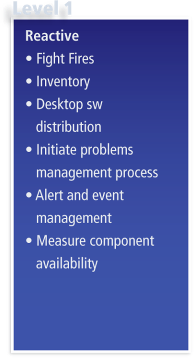 Level 1
Reactive
• Fight Fires
• Inventory
• Desktop sw
distribution
• Initiate problems
management process
• Alert and event
management
• Measure component
availability